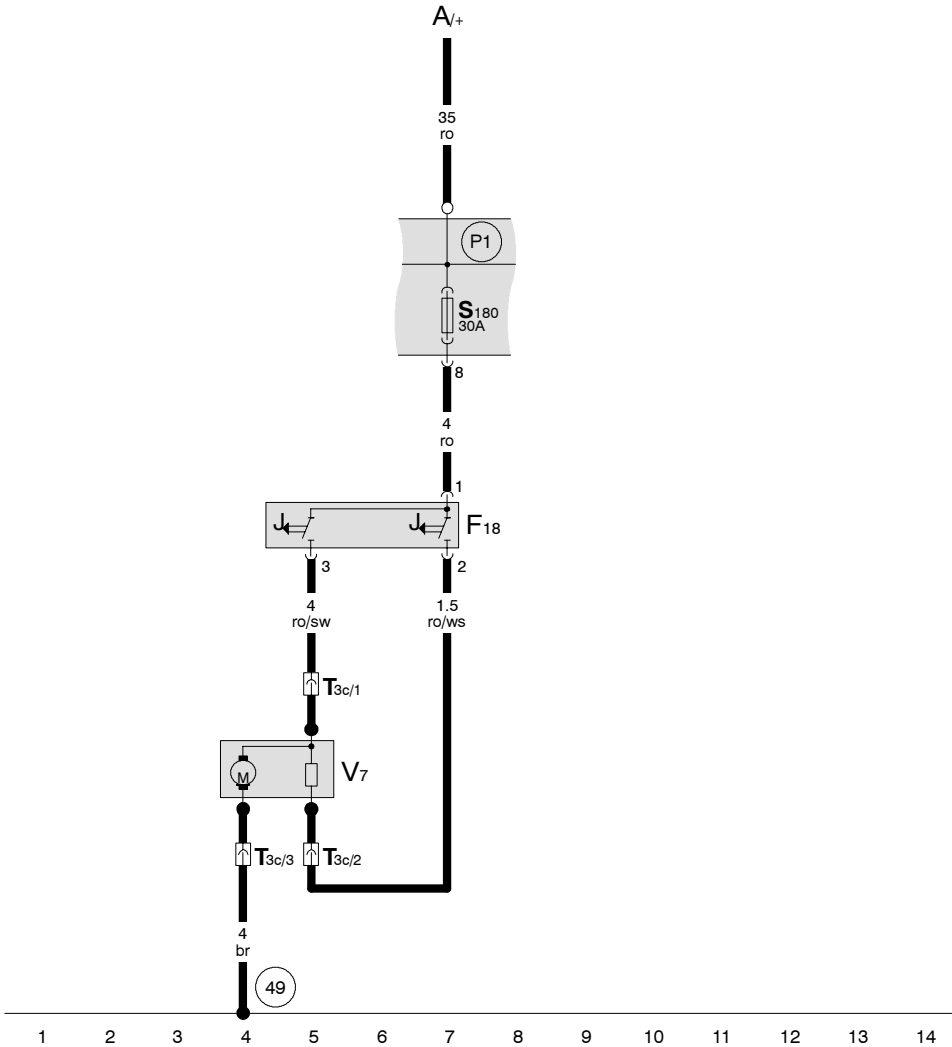 A/+
35
ro
P1
S180
30A
8
4
ro
1
J J F18
3 2
4 1.5
ro/sw ro/ws
T3c/1
M V7
T3c/3 T3c/2
4
br
49
1 2 3 4 5 6 7 8 9 10 11 12 13 14